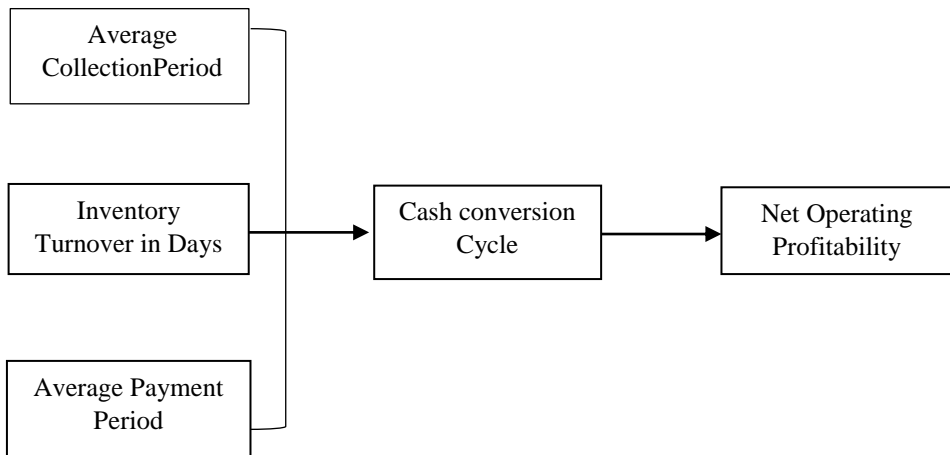 Average
CollectionPeriod
Inventory
Turnover in Days
Cash conversion
Cycle
Net Operating
Profitability
Average Payment
Period